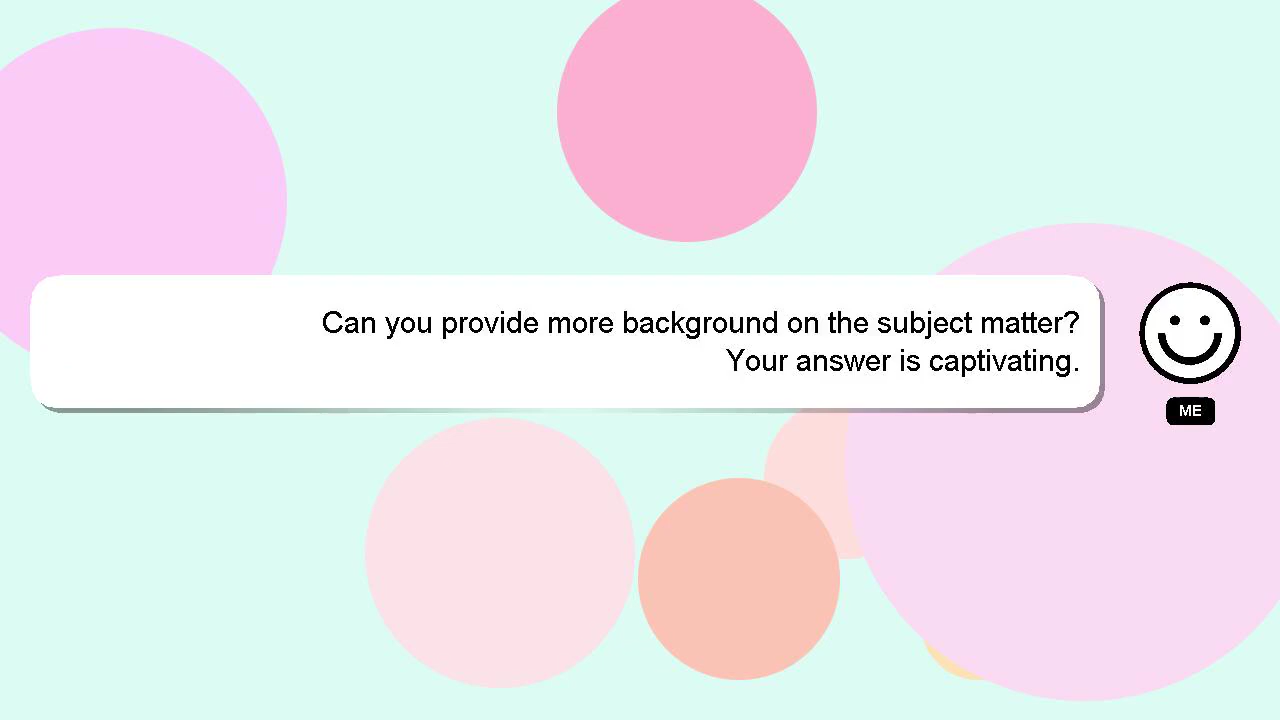 Can you provide more background on the subject matter?
Your answer is captivating.
ME